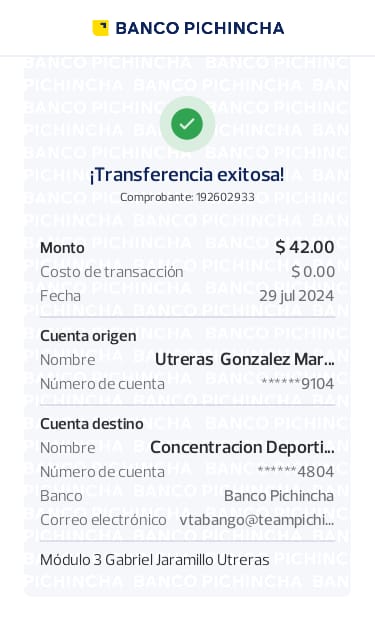 BANCO PICHINCHA
¡Transferencia exitosa!
Comprobante: 192602933
Monto $ 42.00
Costo de transacción $ 0.00
Fecha 29 jul 2024
Cuenta origen
Nombre Utreras Gonzalez Mar...
Número de cuenta ******9104
Cuenta destino
Nombre Concentracion Deporti...
Número de cuenta ******4804
Banco Banco Pichincha
Correo electrónico vtabango@teampichi...
Módulo 3 Gabriel Jaramillo Utreras